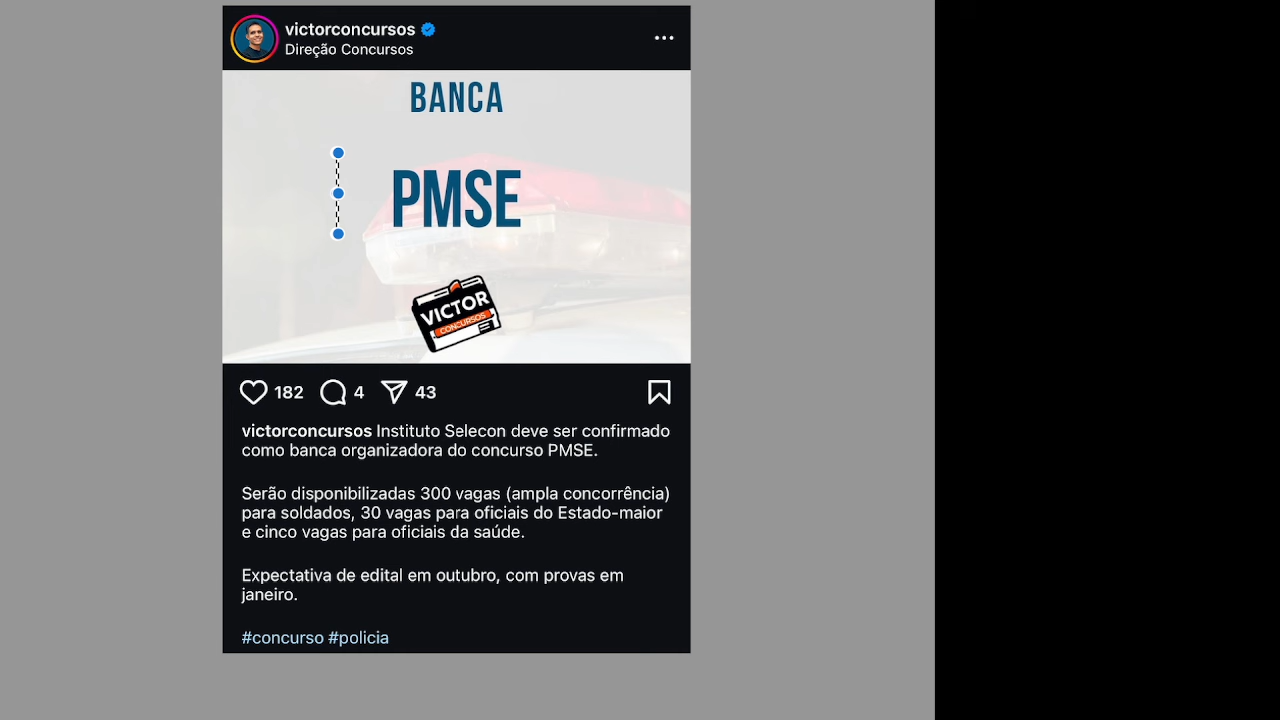 victorconcursos
Direção Concursos
BANCA
PMSE
VICTOR
CONCURSOS
182 4 43
victorconcursos Instituto Selecon deve ser confirmado
como banca organizadora do concurso PMSE.
Serão disponibilizadas 300 vagas (ampla concorrência)
para soldados, 30 vagas para oficiais do Estado-maior
e cinco vagas para oficiais da saúde.
Expectativa de edital em outubro, com provas em
janeiro.
#concurso #policia